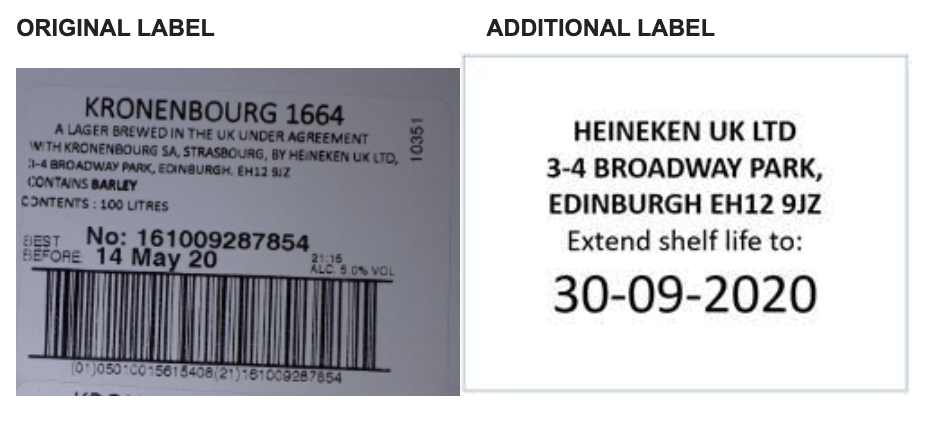 ORIGINAL LABEL
ADDITIONAL LABEL
KRONENBOURG 1664
A LAGER BREWED IN THE UK UNDER AGREEMENT
WITH KRONENBOURG SA, STRASBOURG, BY HEINEKEN UK LTD,
3-4 BROADWAY PARK, EDINBURGH. EH12 9JZ
CONTAINS BARLEY
CONTENTS : 100 LITRES
10351
BEST BEFORE
No: 161009287854
14 May 20
21:16
ALC. 5.0% VOL
(01)05010015615408(21)161009287854
HEINEKEN UK LTD
3-4 BROADWAY PARK,
EDINBURGH EH12 9JZ
Extend shelf life to:
30-09-2020